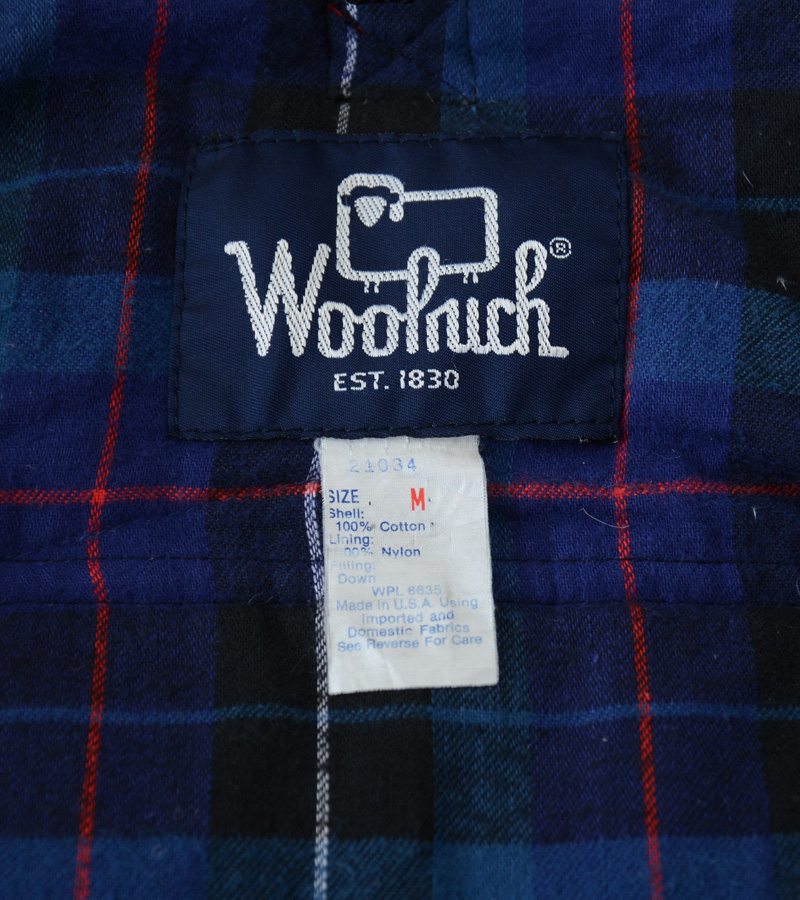 Woolrich®
EST. 1830
21034
SIZE M
Shell:
100% Cotton
Lining:
100% Nylon
Filling:
Down
WPL 6635
Made in U.S.A. Using
Imported and
Domestic Fabrics
See Reverse For Care